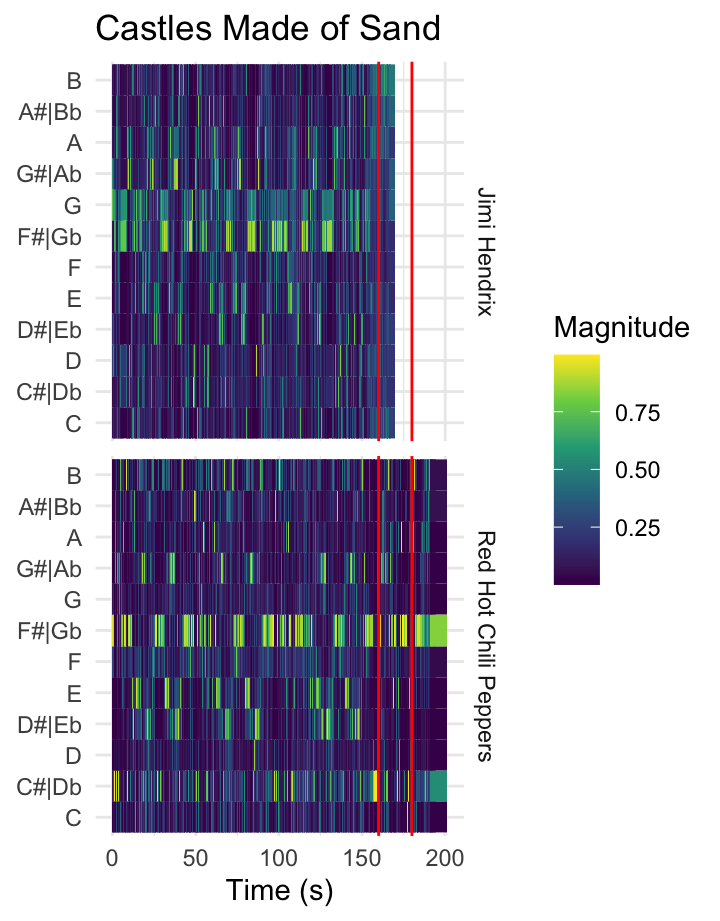 Castles Made of Sand
B
A#|Bb
A
G#|Ab
G
F#|Gb
F
E
D#|Eb
D
C#|Db
C
Jimi Hendrix
B
A#|Bb
A
G#|Ab
G
F#|Gb
F
E
D#|Eb
D
C#|Db
C
Red Hot Chili Peppers
0 50 100 150 200
Time (s)
Magnitude
0.75
0.50
0.25